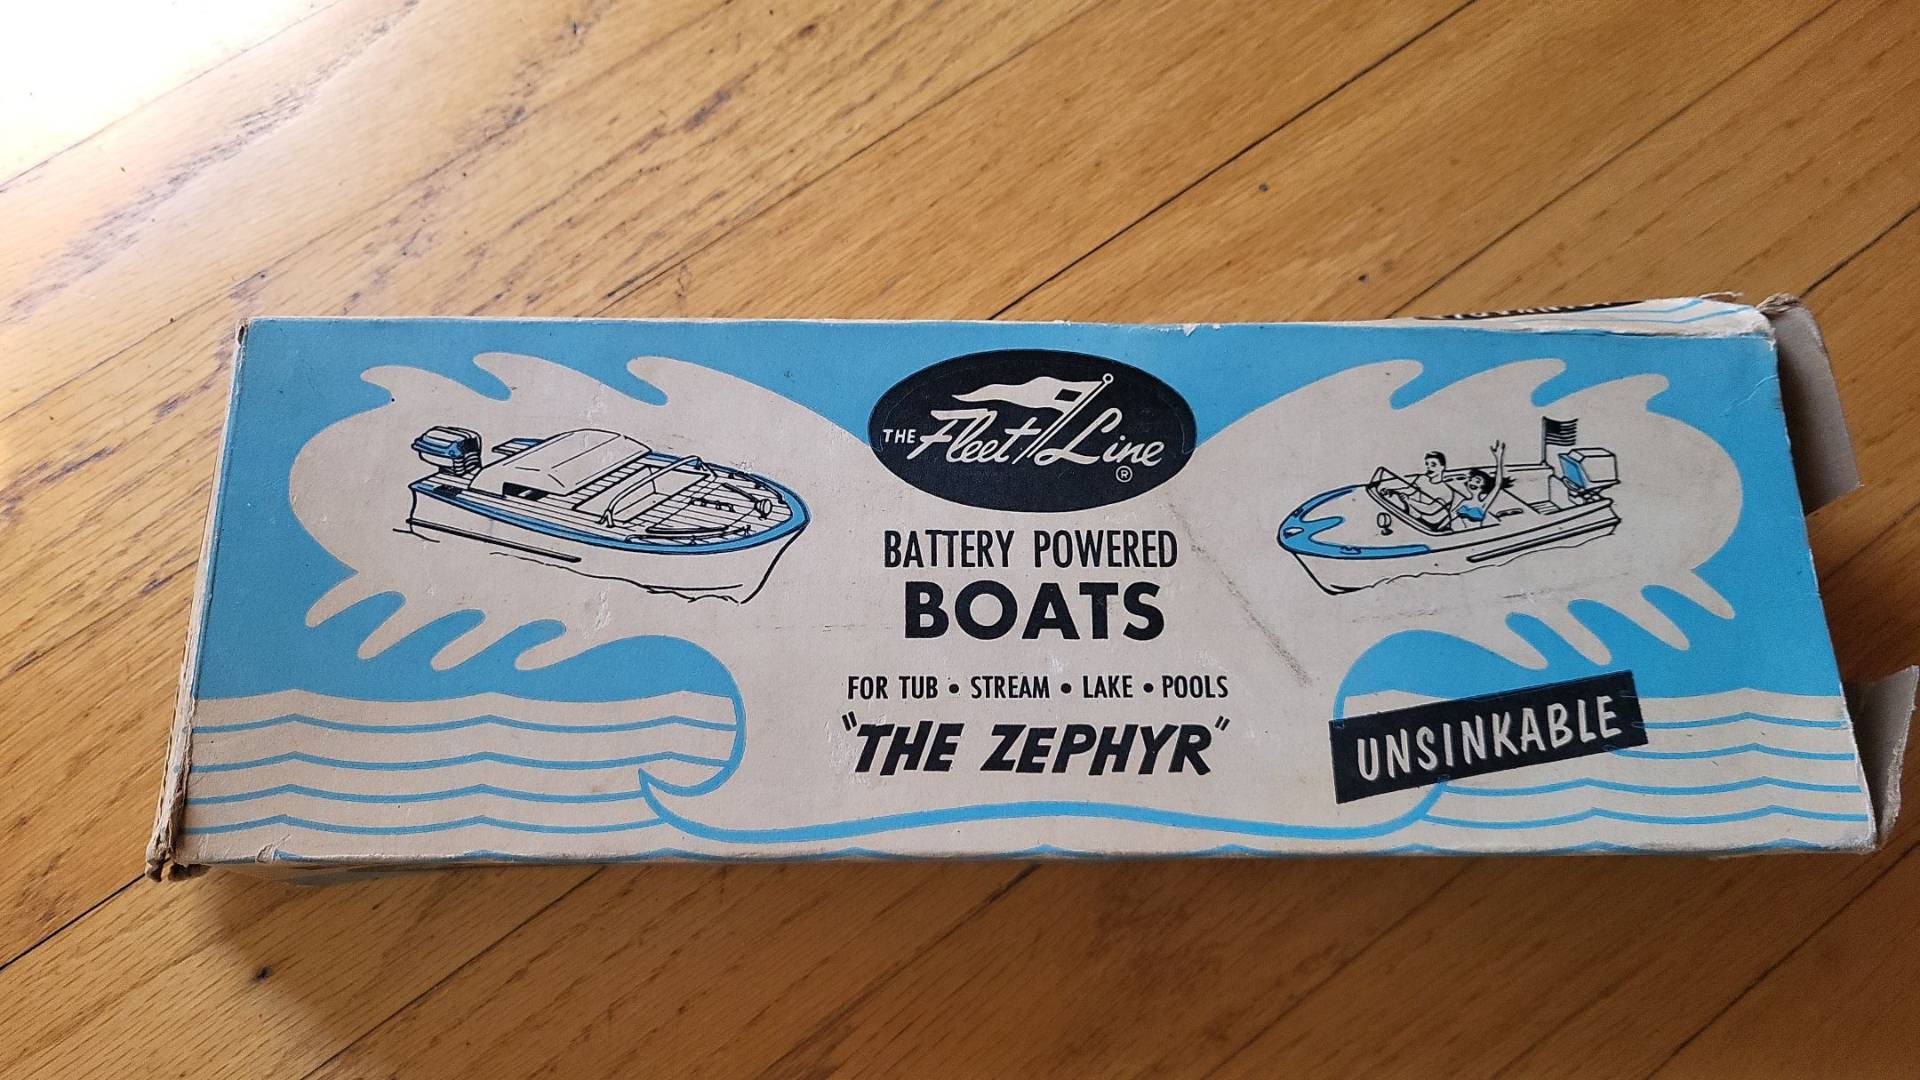 THE Fleet Line ®
BATTERY POWERED
BOATS
FOR TUB • STREAM • LAKE • POOLS
"THE ZEPHYR"
UNSINKABLE